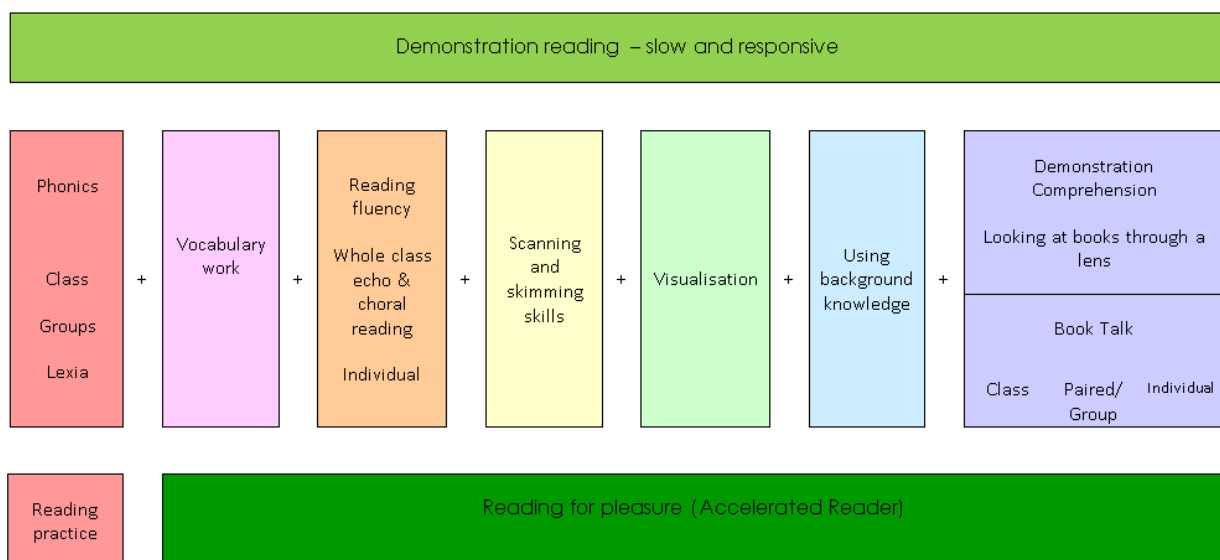 Demonstration reading – slow and responsive
Phonics
Class
Groups
Lexia
+
Vocabulary
work
+
Reading
fluency
Whole class
echo &
choral
reading
Individual
+
Scanning
and
skimming
skills
+
Visualisation
+
Using
background
knowledge
+
Demonstration
Comprehension
Looking at books through a
lens
Book Talk
Class
Paired/
Group
Individual
Reading
practice
Reading for pleasure (Accelerated Reader)